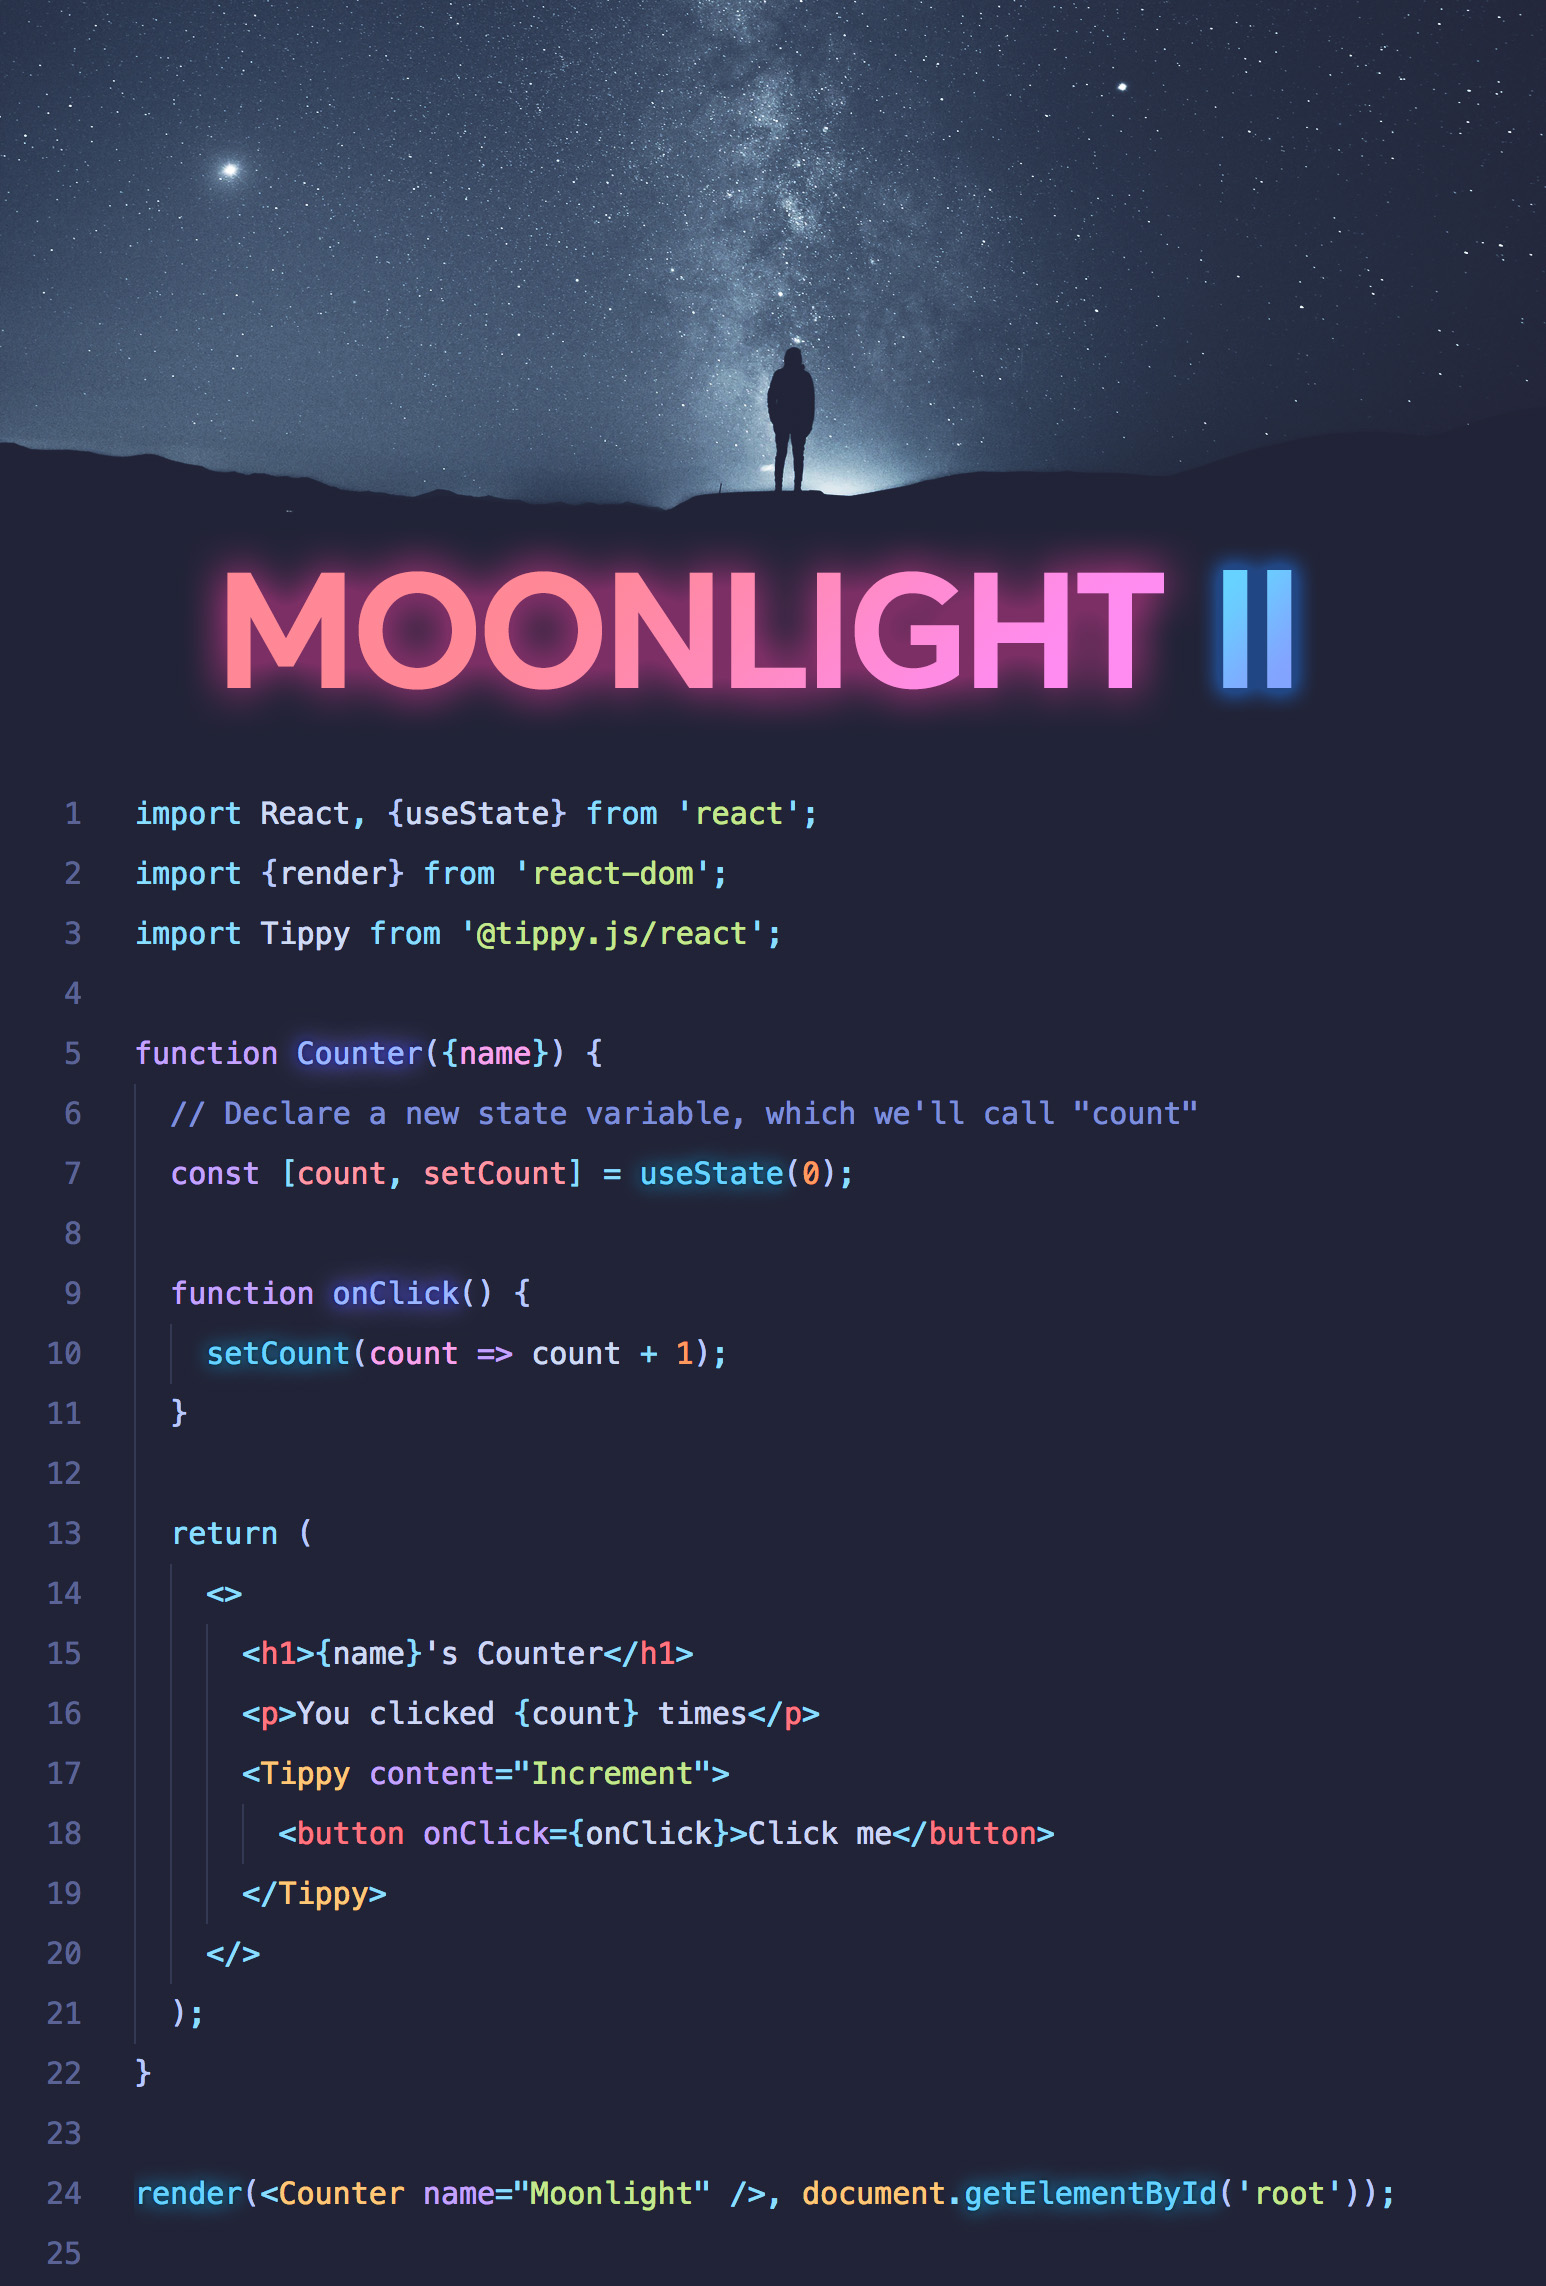 MOONLIGHT II
1 import React, {useState} from 'react';
2 import {render} from 'react-dom';
3 import Tippy from '@tippy.js/react';
4
5 function Counter({name}) {
6   // Declare a new state variable, which we'll call "count"
7   const [count, setCount] = useState(0);
8
9   function onClick() {
10     setCount(count => count + 1);
11   }
12
13   return (
14     <>
15       <h1>{name}'s Counter</h1>
16       <p>You clicked {count} times</p>
17       <Tippy content="Increment">
18         <button onClick={onClick}>Click me</button>
19       </Tippy>
20     </>
21   );
22 }
23
24 render(<Counter name="Moonlight" />, document.getElementById('root'));
25